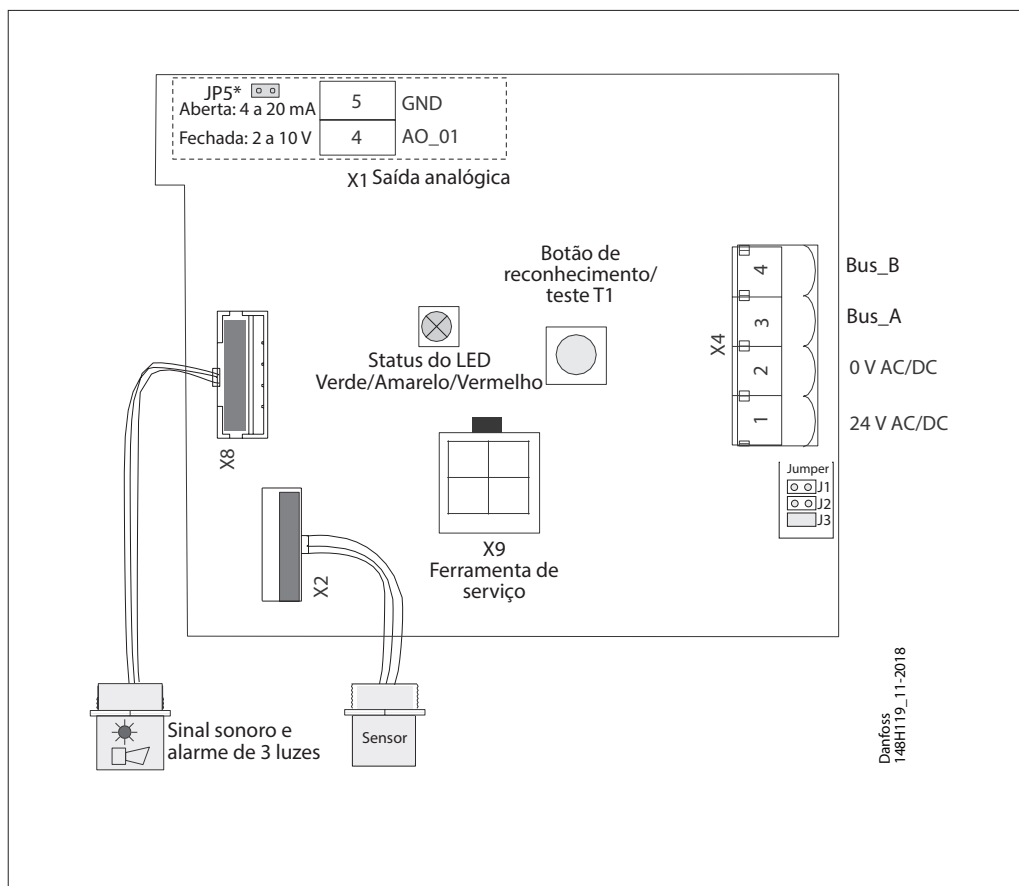 JP5*
Aberta: 4 a 20 mA
5
GND
Fechada: 2 a 10 V
4
AO_01
X1 Saída analógica
Botão de
reconhecimento/
teste T1
Status do LED
Verde/Amarelo/Vermelho
X4
4
Bus_B
3
Bus_A
2
0 V AC/DC
1
24 V AC/DC
Jumper
J1
J2
J3
X8
X2
X9
Ferramenta de
serviço
Sinal sonoro e
alarme de 3 luzes
Sensor
Danfoss
148H119_11-2018